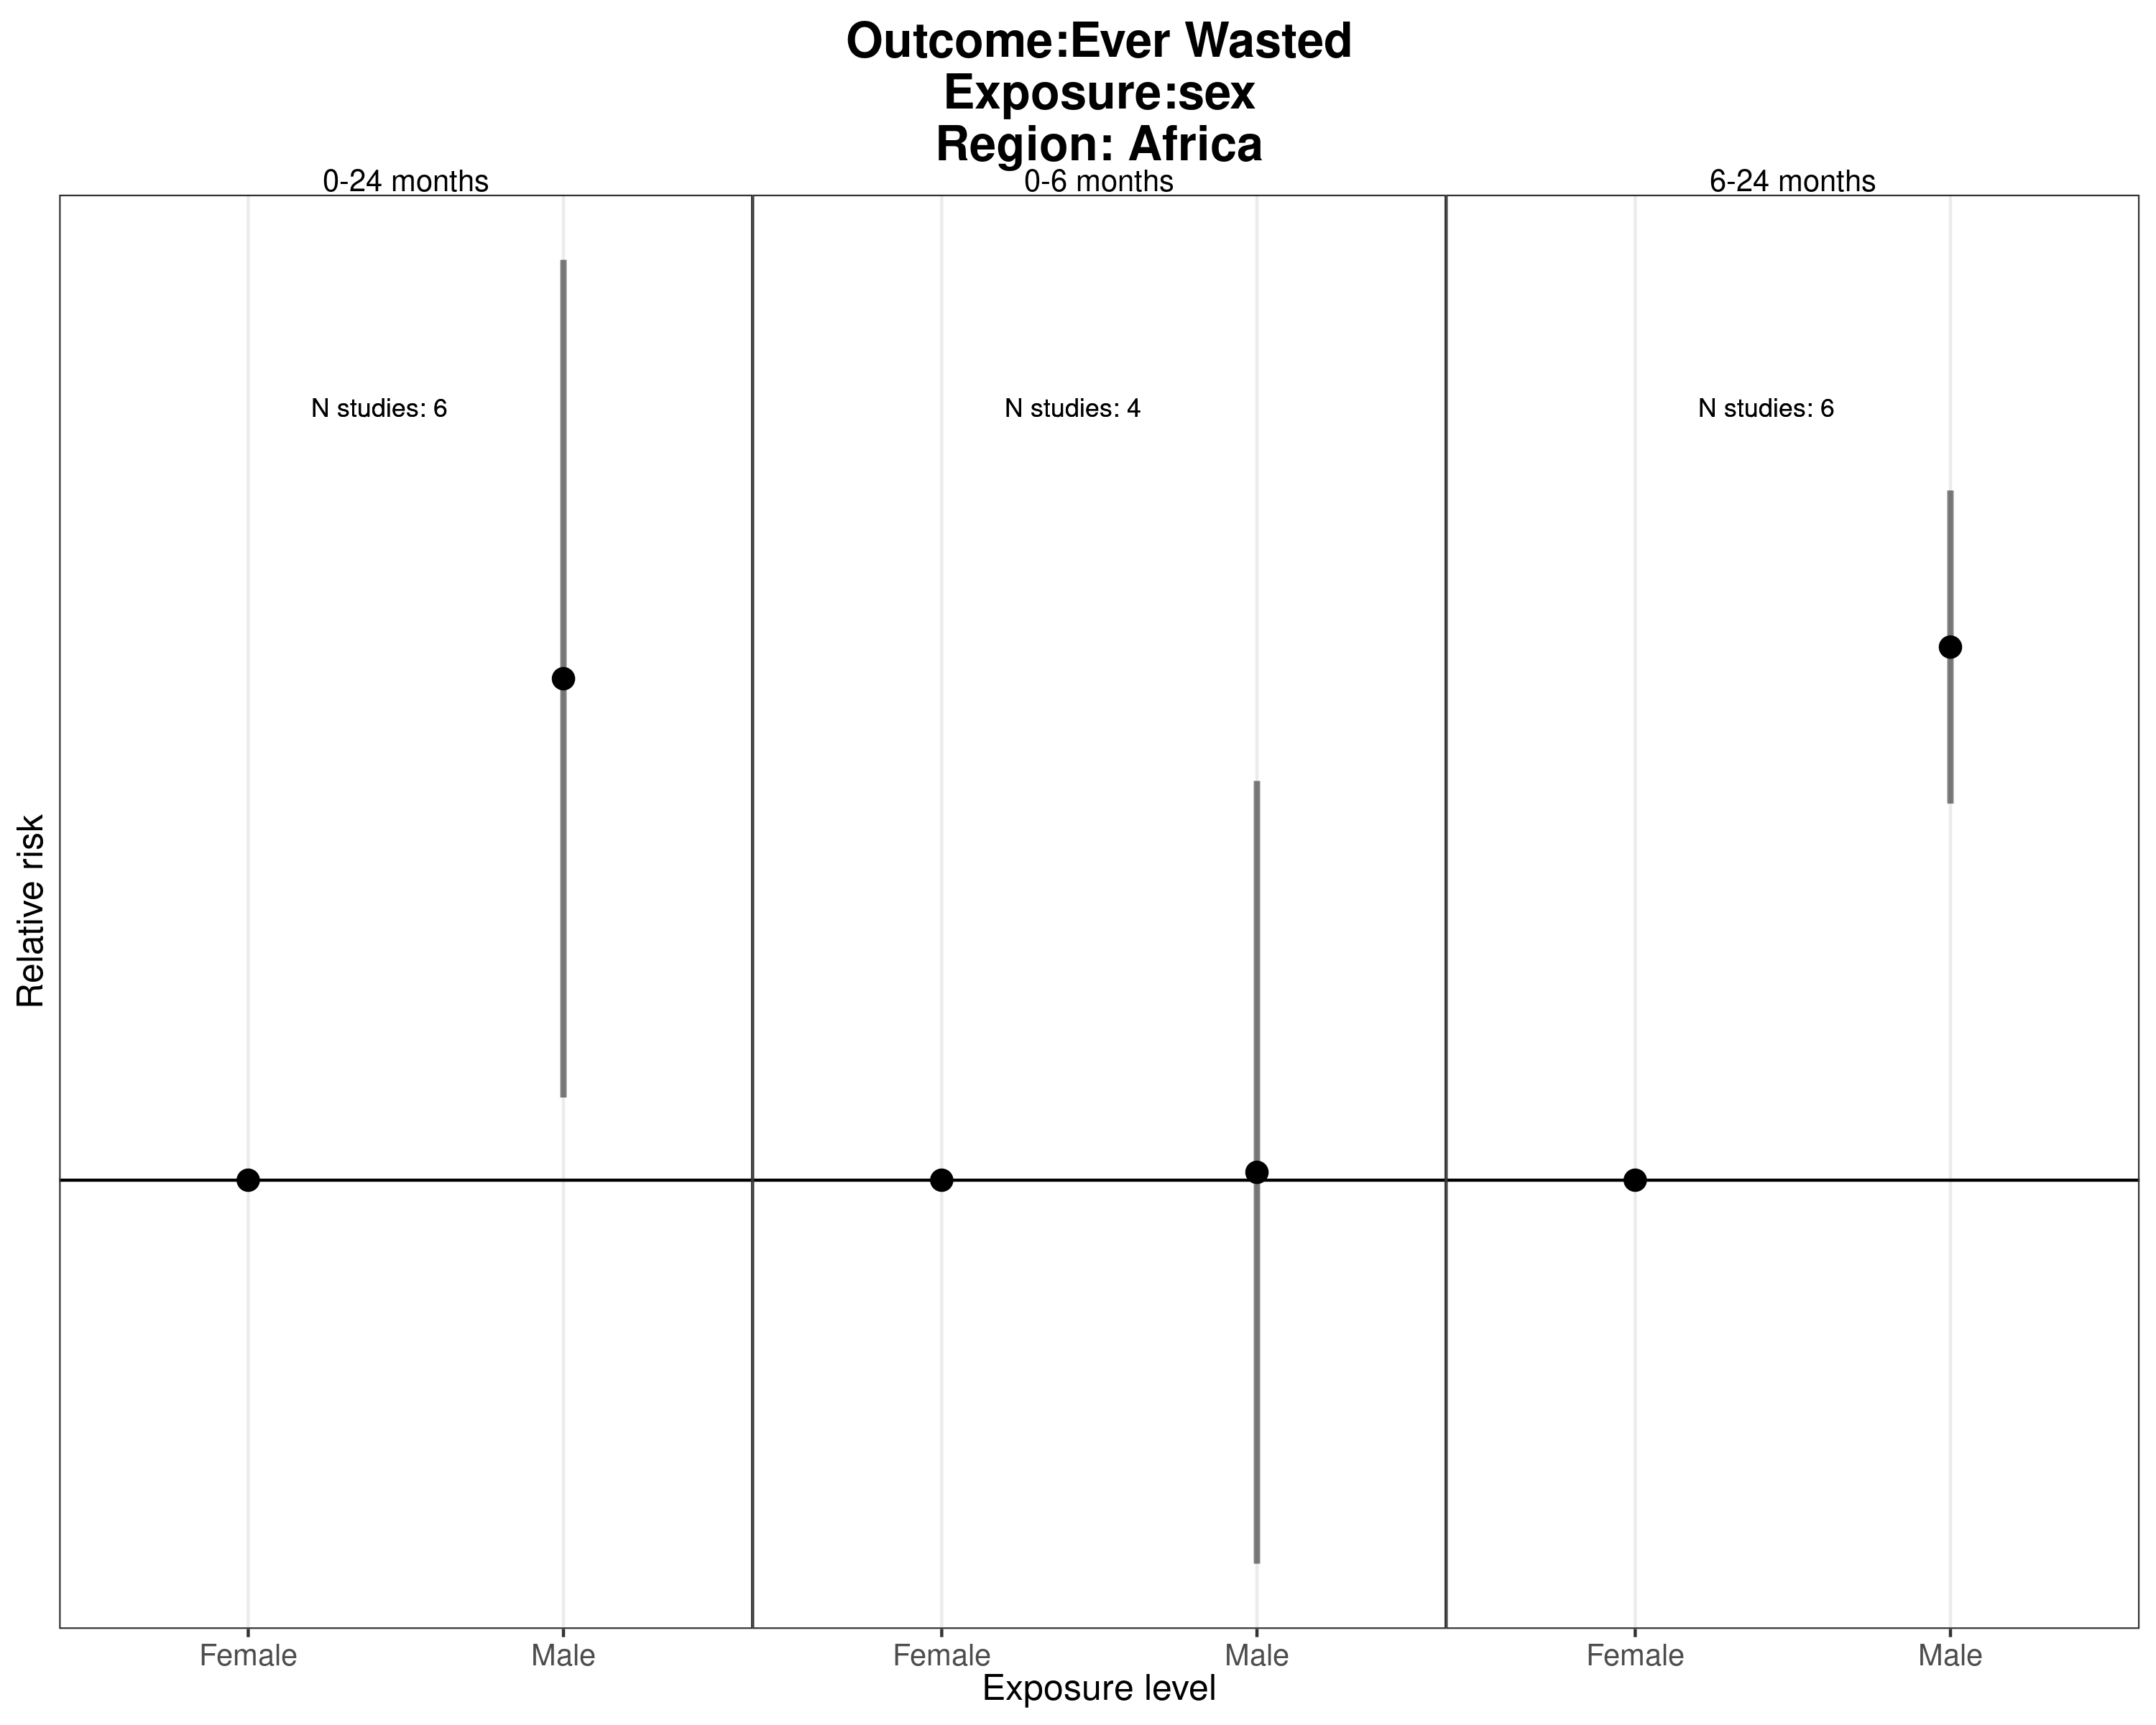 Outcome:Ever Wasted
Exposure:sex
Region: Africa
0-24 months
0-6 months
6-24 months
N studies: 6
N studies: 4
N studies: 6
Relative risk
Female
Male
Female
Male
Female
Male
Exposure level